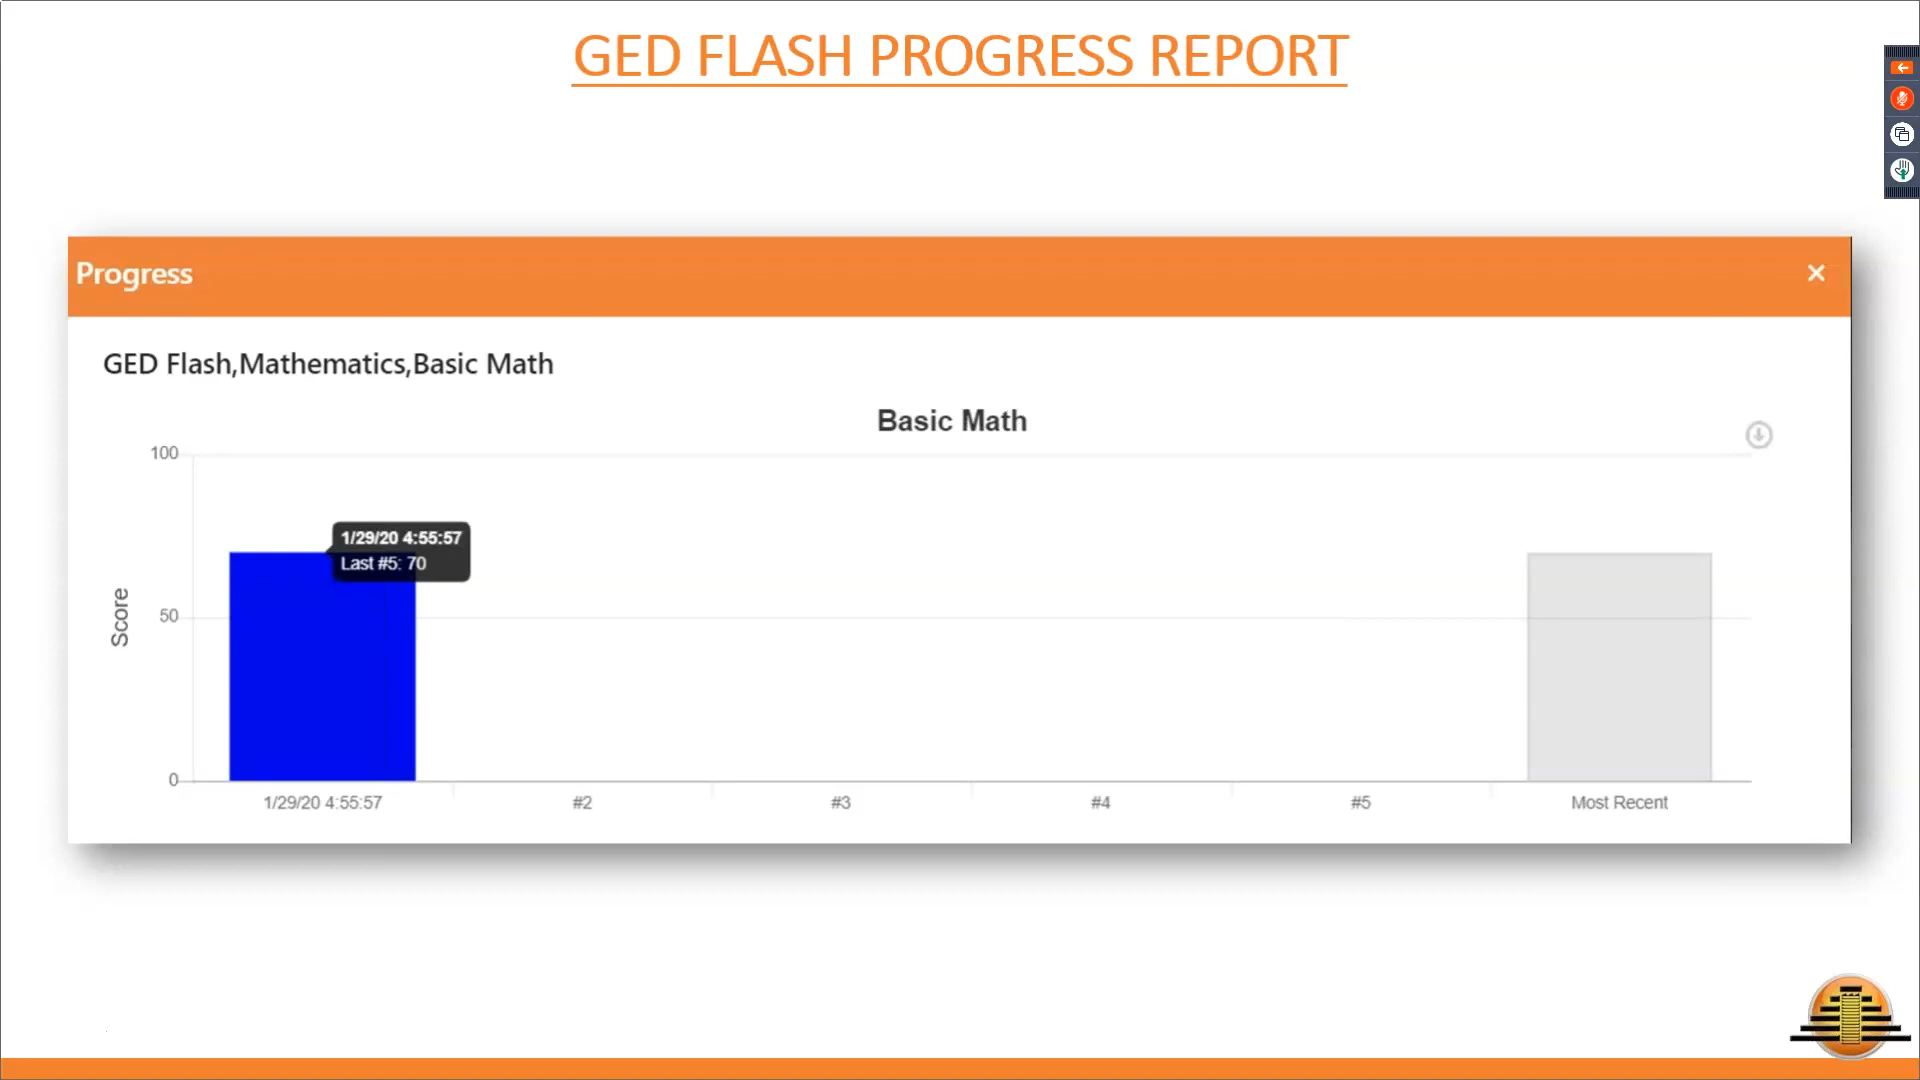 GED FLASH PROGRESS REPORT
Progress
GED Flash,Mathematics,Basic Math
Basic Math
100
1/29/20 4:55:57
Last #5: 70
Score
50
0
1/29/20 4:55:57 #2 #3 #4 #5 Most Recent